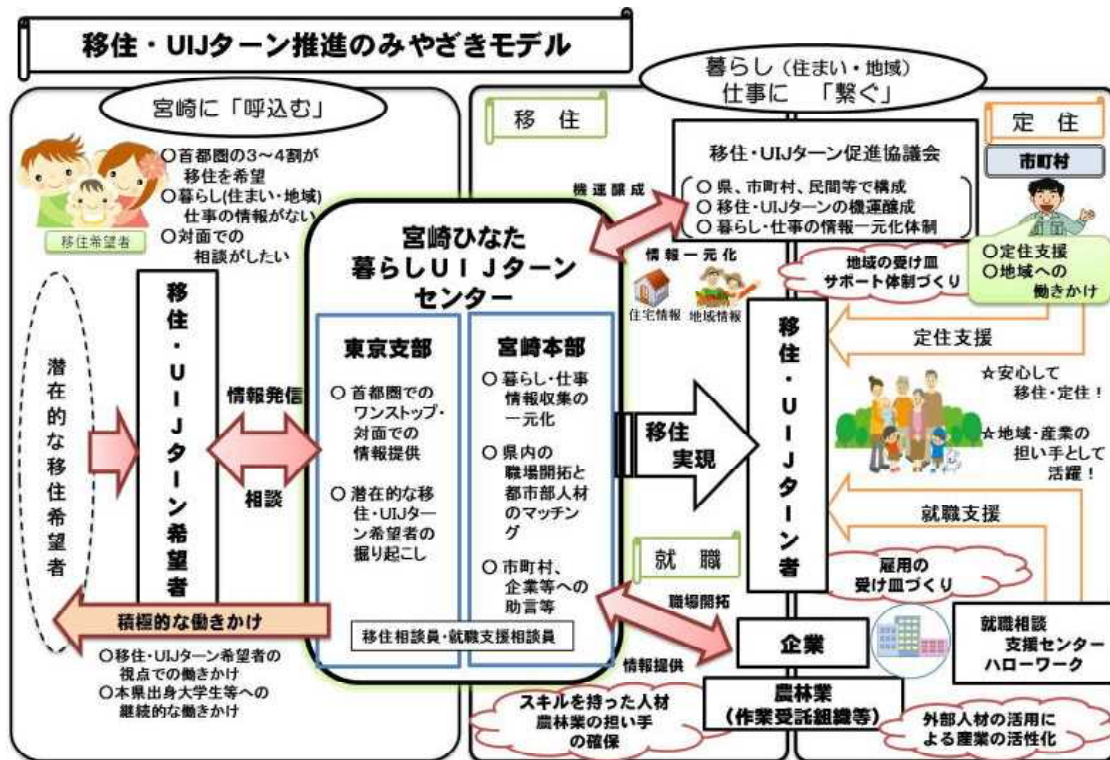 移住・UIJターン推進のみやざきモデル
宮崎に「呼込む」
○首都圏の3～4割が
移住を希望
○暮らし(住まい・地域)
仕事の情報がない
○対面での
相談がしたい
移住希望者
潜在的な移住希望者
移住・UIJターン希望者
情報発信
相談
積極的な働きかけ
○移住・UIJターン希望者の
視点での働きかけ
○本県出身大学生等への
継続的な働きかけ
宮崎ひなた
暮らしUIJターン
センター
東京支部
○首都圏での
ワンストップ・
対面での
情報提供
○潜在的な移
住・UIJター
ン希望者の
掘り起こし
宮崎本部
○暮らし・仕事
情報収集の
一元化
○県内の
職場開拓と
都市部人材
のマッチン
グ
○市町村、
企業等への
助言等
移住相談員・就職支援相談員
暮らし（住まい・地域）
仕事に 「繋ぐ」
移 住
機運醸成
移住・UIJターン促進協議会
○ 県、市町村、民間等で構成
○ 移住・UIJターンの機運醸成
○ 暮らし・仕事の情報一元化体制
情報一元化
住宅情報
地域情報
移住
実現
移住・UIJターン者
就 職
職場開拓
情報提供
企業
農林業
（作業受託組織等）
スキルを持った人材
農林業の担い手
の確保
定 住
市町村
○定住支援
○地域への
働きかけ
地域の受け皿
サポート体制づくり
定住支援
☆安心して
移住・定住！
☆地域・産業の
担い手として
活躍！
就職支援
雇用の
受け皿づくり
就職相談
支援センター
ハローワーク
外部人材の活用に
よる産業の活性化